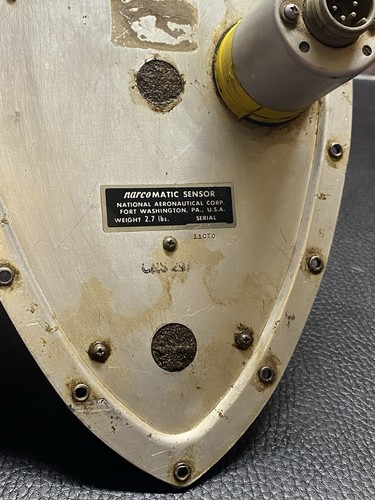 narcoMATIC SENSOR
NATIONAL AERONAUTICAL CORP.
FORT WASHINGTON, PA., U.S.A.
WEIGHT 2.7 lbs. SERIAL